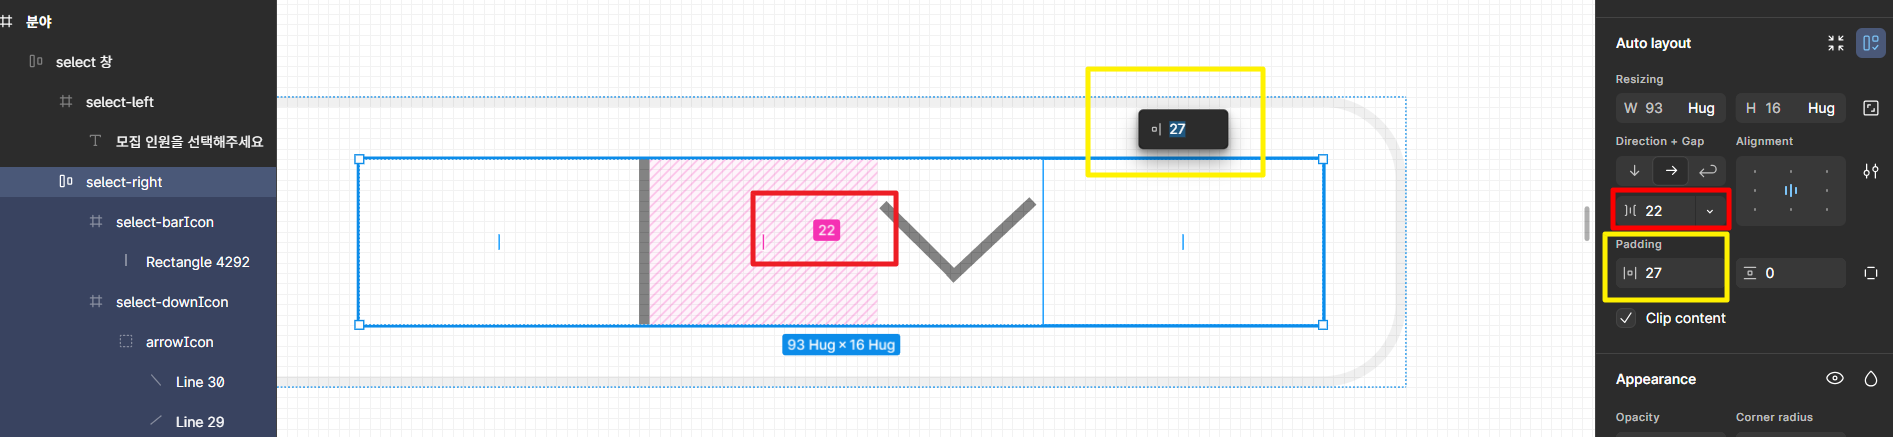 분야
select 창
select-left
모집 인원을 선택해주세요
select-right
select-barIcon
Rectangle 4292
select-downIcon
arrowIcon
Line 30
Line 29
27
22
93 Hug × 16 Hug
Auto layout
Resizing
W 93 Hug H 16 Hug
Direction + Gap Alignment
22
Padding
27 0
Clip content
Appearance
Opacity Corner radius